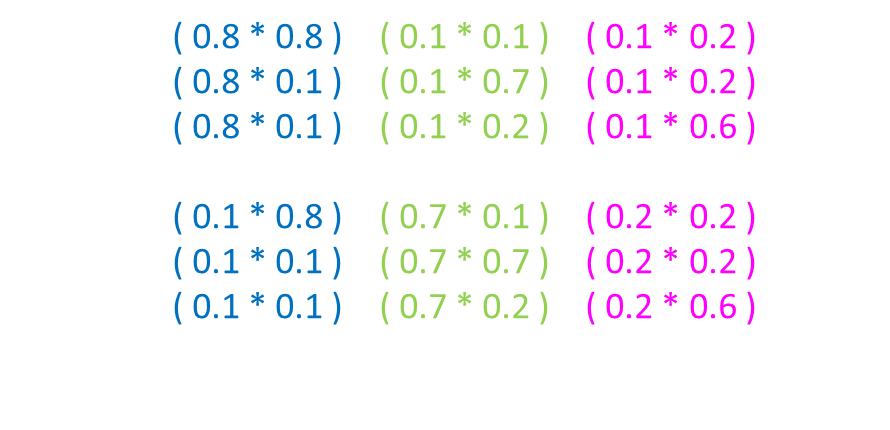 ( 0.8 * 0.8 ) ( 0.1 * 0.1 ) ( 0.1 * 0.2 )
( 0.8 * 0.1 ) ( 0.1 * 0.7 ) ( 0.1 * 0.2 )
( 0.8 * 0.1 ) ( 0.1 * 0.2 ) ( 0.1 * 0.6 )
( 0.1 * 0.8 ) ( 0.7 * 0.1 ) ( 0.2 * 0.2 )
( 0.1 * 0.1 ) ( 0.7 * 0.7 ) ( 0.2 * 0.2 )
( 0.1 * 0.1 ) ( 0.7 * 0.2 ) ( 0.2 * 0.6 )